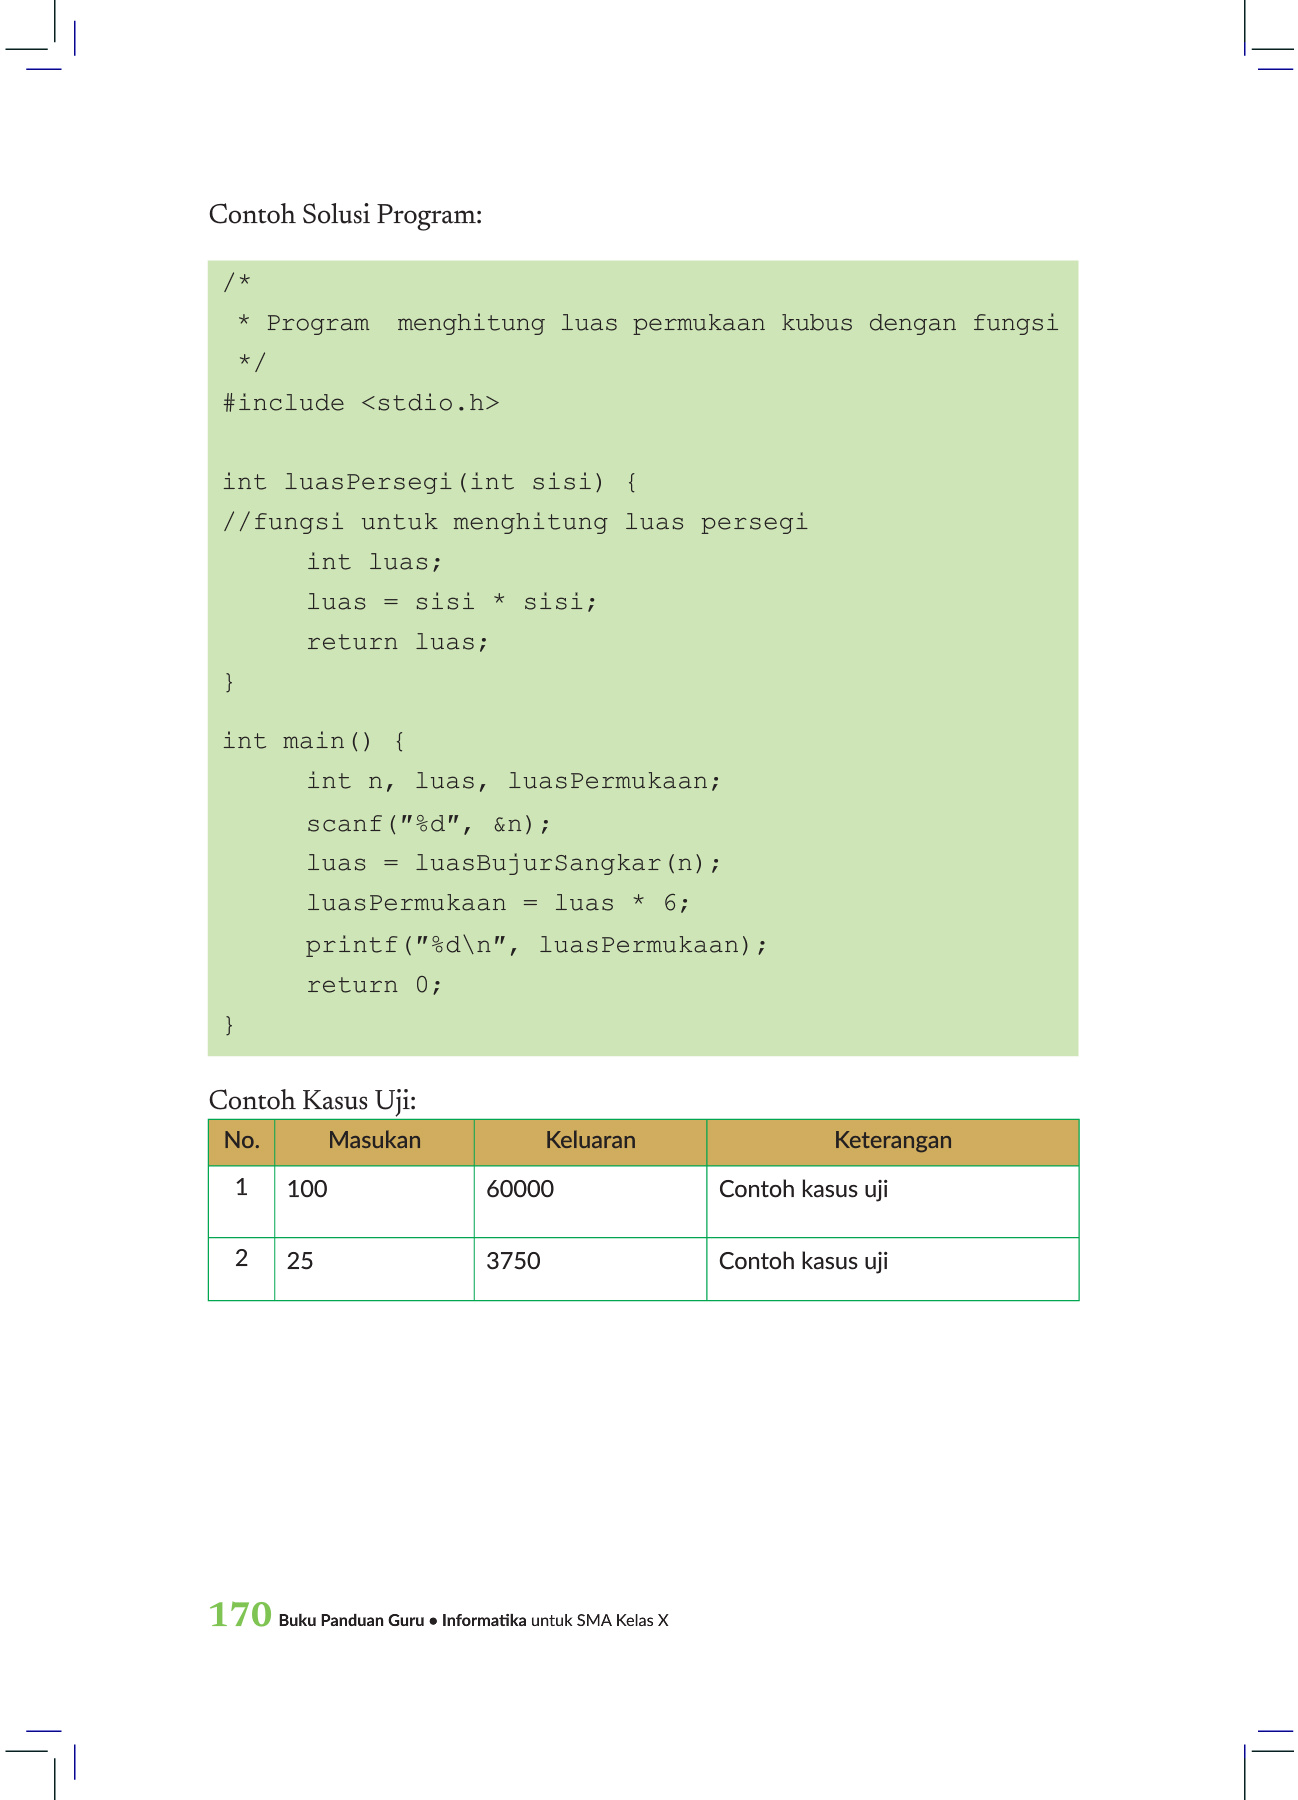 Contoh Solusi Program:
/*
 * Program  menghitung luas permukaan kubus dengan fungsi
 */
#include <stdio.h>
int luasPersegi(int sisi) {
//fungsi untuk menghitung luas persegi
int luas;
luas = sisi * sisi;
return luas;
}
int main() {
int n, luas, luasPermukaan;
scanf("%d", &n);
luas = luasBujurSangkar(n);
luasPermukaan = luas * 6;
printf("%d\n", luasPermukaan);
return 0;
}
Contoh Kasus Uji:
No. Masukan Keluaran Keterangan
1 100 60000 Contoh kasus uji
2 25 3750 Contoh kasus uji
170 Buku Panduan Guru • Informatika untuk SMA Kelas X